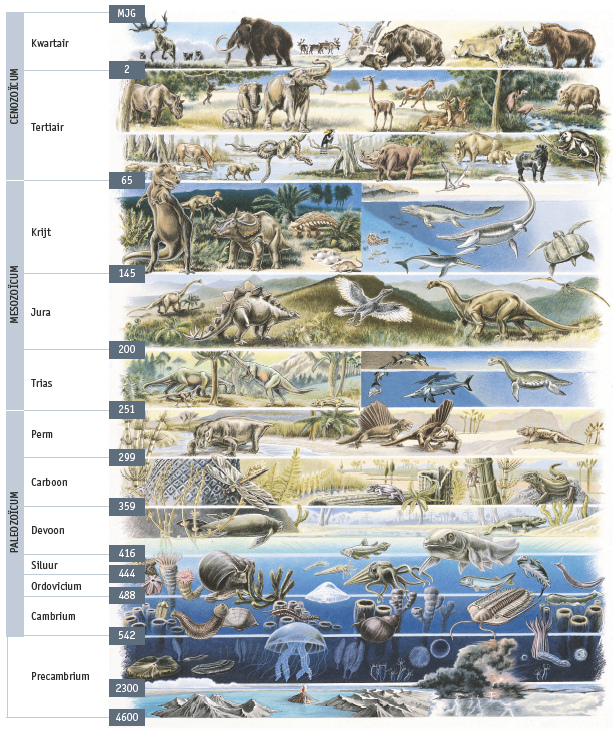 MJG
Kwartair
2
CENOZOÏCUM
Tertiair
65
Krijt
145
MESOZOÏCUM
Jura
200
Trias
251
Perm
299
Carboon
359
PALEOZOÏCUM
Devoon
416
Siluur
444
Ordovicium
488
Cambrium
542
Precambrium
2300
4600